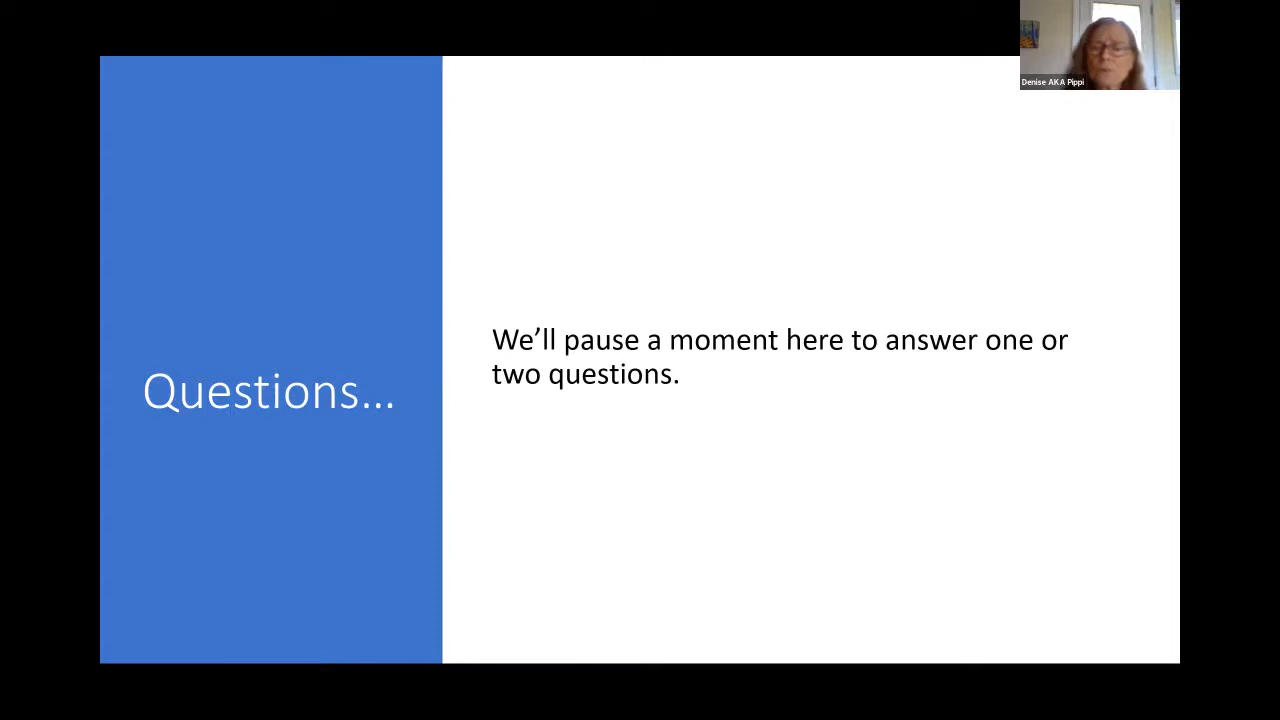 Denise AKA Pippi
Questions…
We’ll pause a moment here to answer one or
two questions.